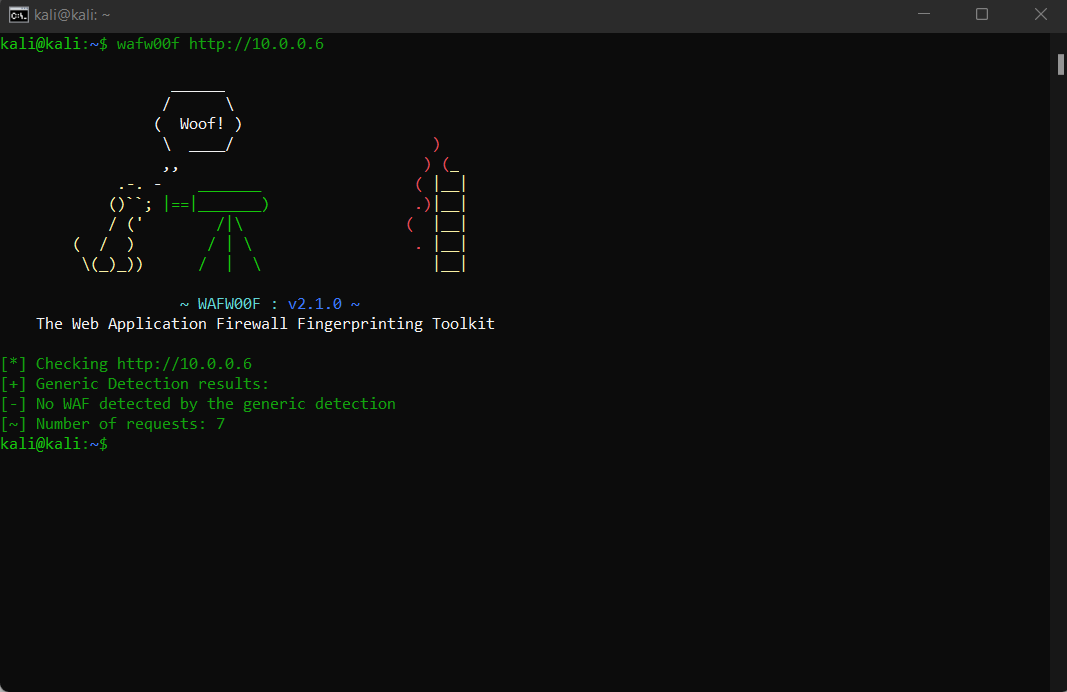 kali@kali: ~
kali@kali:~$ wafw00f http://10.0.0.6
                   ______
                  /      \
                 (  Woof! )
                  \  ____/                      )
                  ,,                           ) (_
             .-. -    _______                 ( |__|
            ()``; |==|_______)                .)|__|
            / ('        /|\                  (  |__|
        (  /  )        / | \                  . |__|
         \(_)_))      /  |  \                   |__|
                    ~ WAFW00F : v2.1.0 ~
    The Web Application Firewall Fingerprinting Toolkit
[*] Checking http://10.0.0.6
[+] Generic Detection results:
[-] No WAF detected by the generic detection
[~] Number of requests: 7
kali@kali:~$